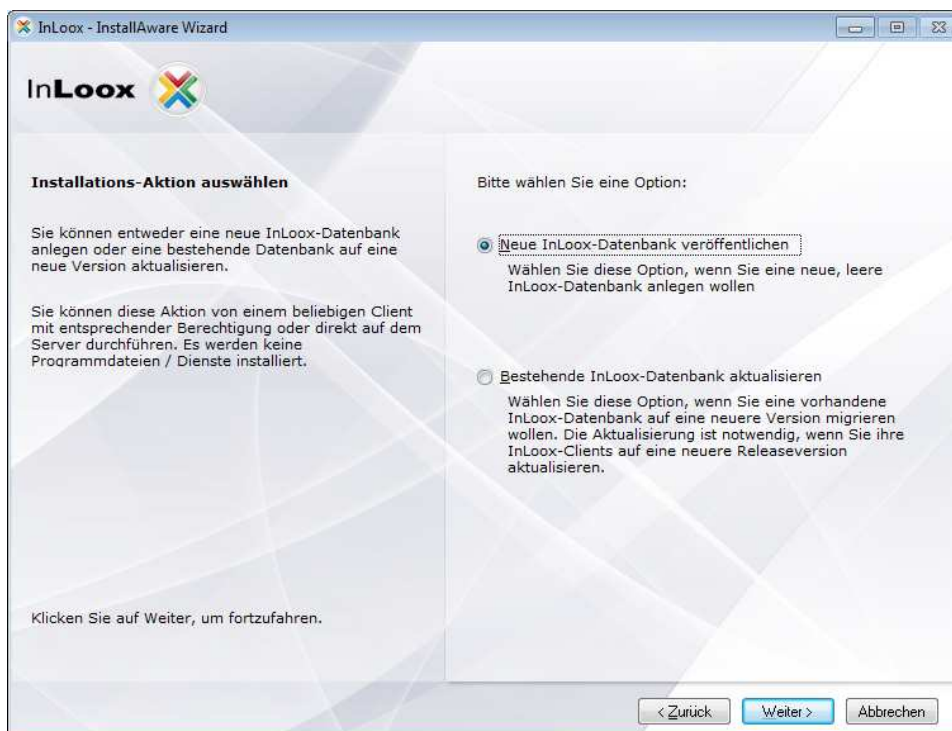 InLoox - InstallAware Wizard
InLoox
Installations-Aktion auswählen
Sie können entweder eine neue InLoox-Datenbank
anlegen oder eine bestehende Datenbank auf eine
neue Version aktualisieren.
Sie können diese Aktion von einem beliebigen Client
mit entsprechender Berechtigung oder direkt auf dem
Server durchführen. Es werden keine
Programmdateien / Dienste installiert.
Klicken Sie auf Weiter, um fortzufahren.
Bitte wählen Sie eine Option:
Neue InLoox-Datenbank veröffentlichen
Wählen Sie diese Option, wenn Sie eine neue, leere
InLoox-Datenbank anlegen wollen
Bestehende InLoox-Datenbank aktualisieren
Wählen Sie diese Option, wenn Sie eine vorhandene
InLoox-Datenbank auf eine neuere Version migrieren
wollen. Die Aktualisierung ist notwendig, wenn Sie ihre
InLoox-Clients auf eine neuere Releaseversion
aktualisieren.
< Zurück
Weiter >
Abbrechen